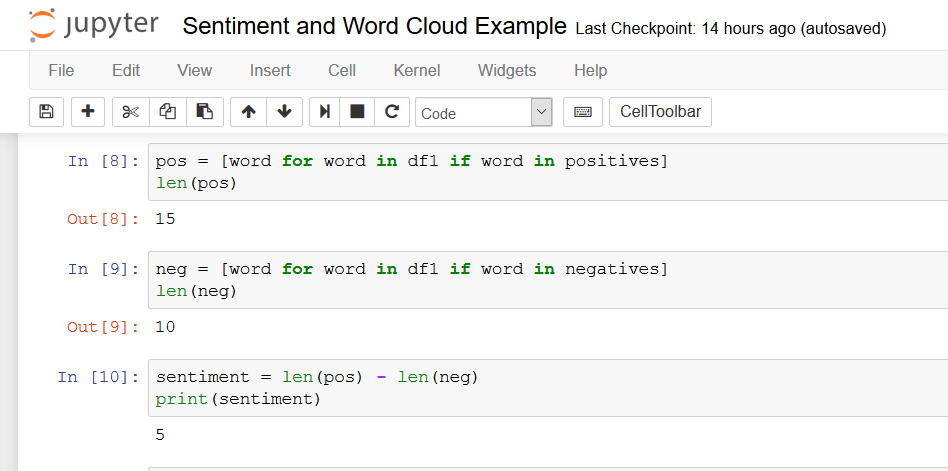 jupyter Sentiment and Word Cloud Example Last Checkpoint: 14 hours ago (autosaved)
File Edit View Insert Cell Kernel Widgets Help
Code CellToolbar
In [8]: pos = [word for word in df1 if word in positives]
len(pos)
Out[8]: 15
In [9]: neg = [word for word in df1 if word in negatives]
len(neg)
Out[9]: 10
In [10]: sentiment = len(pos) - len(neg)
print(sentiment)
5